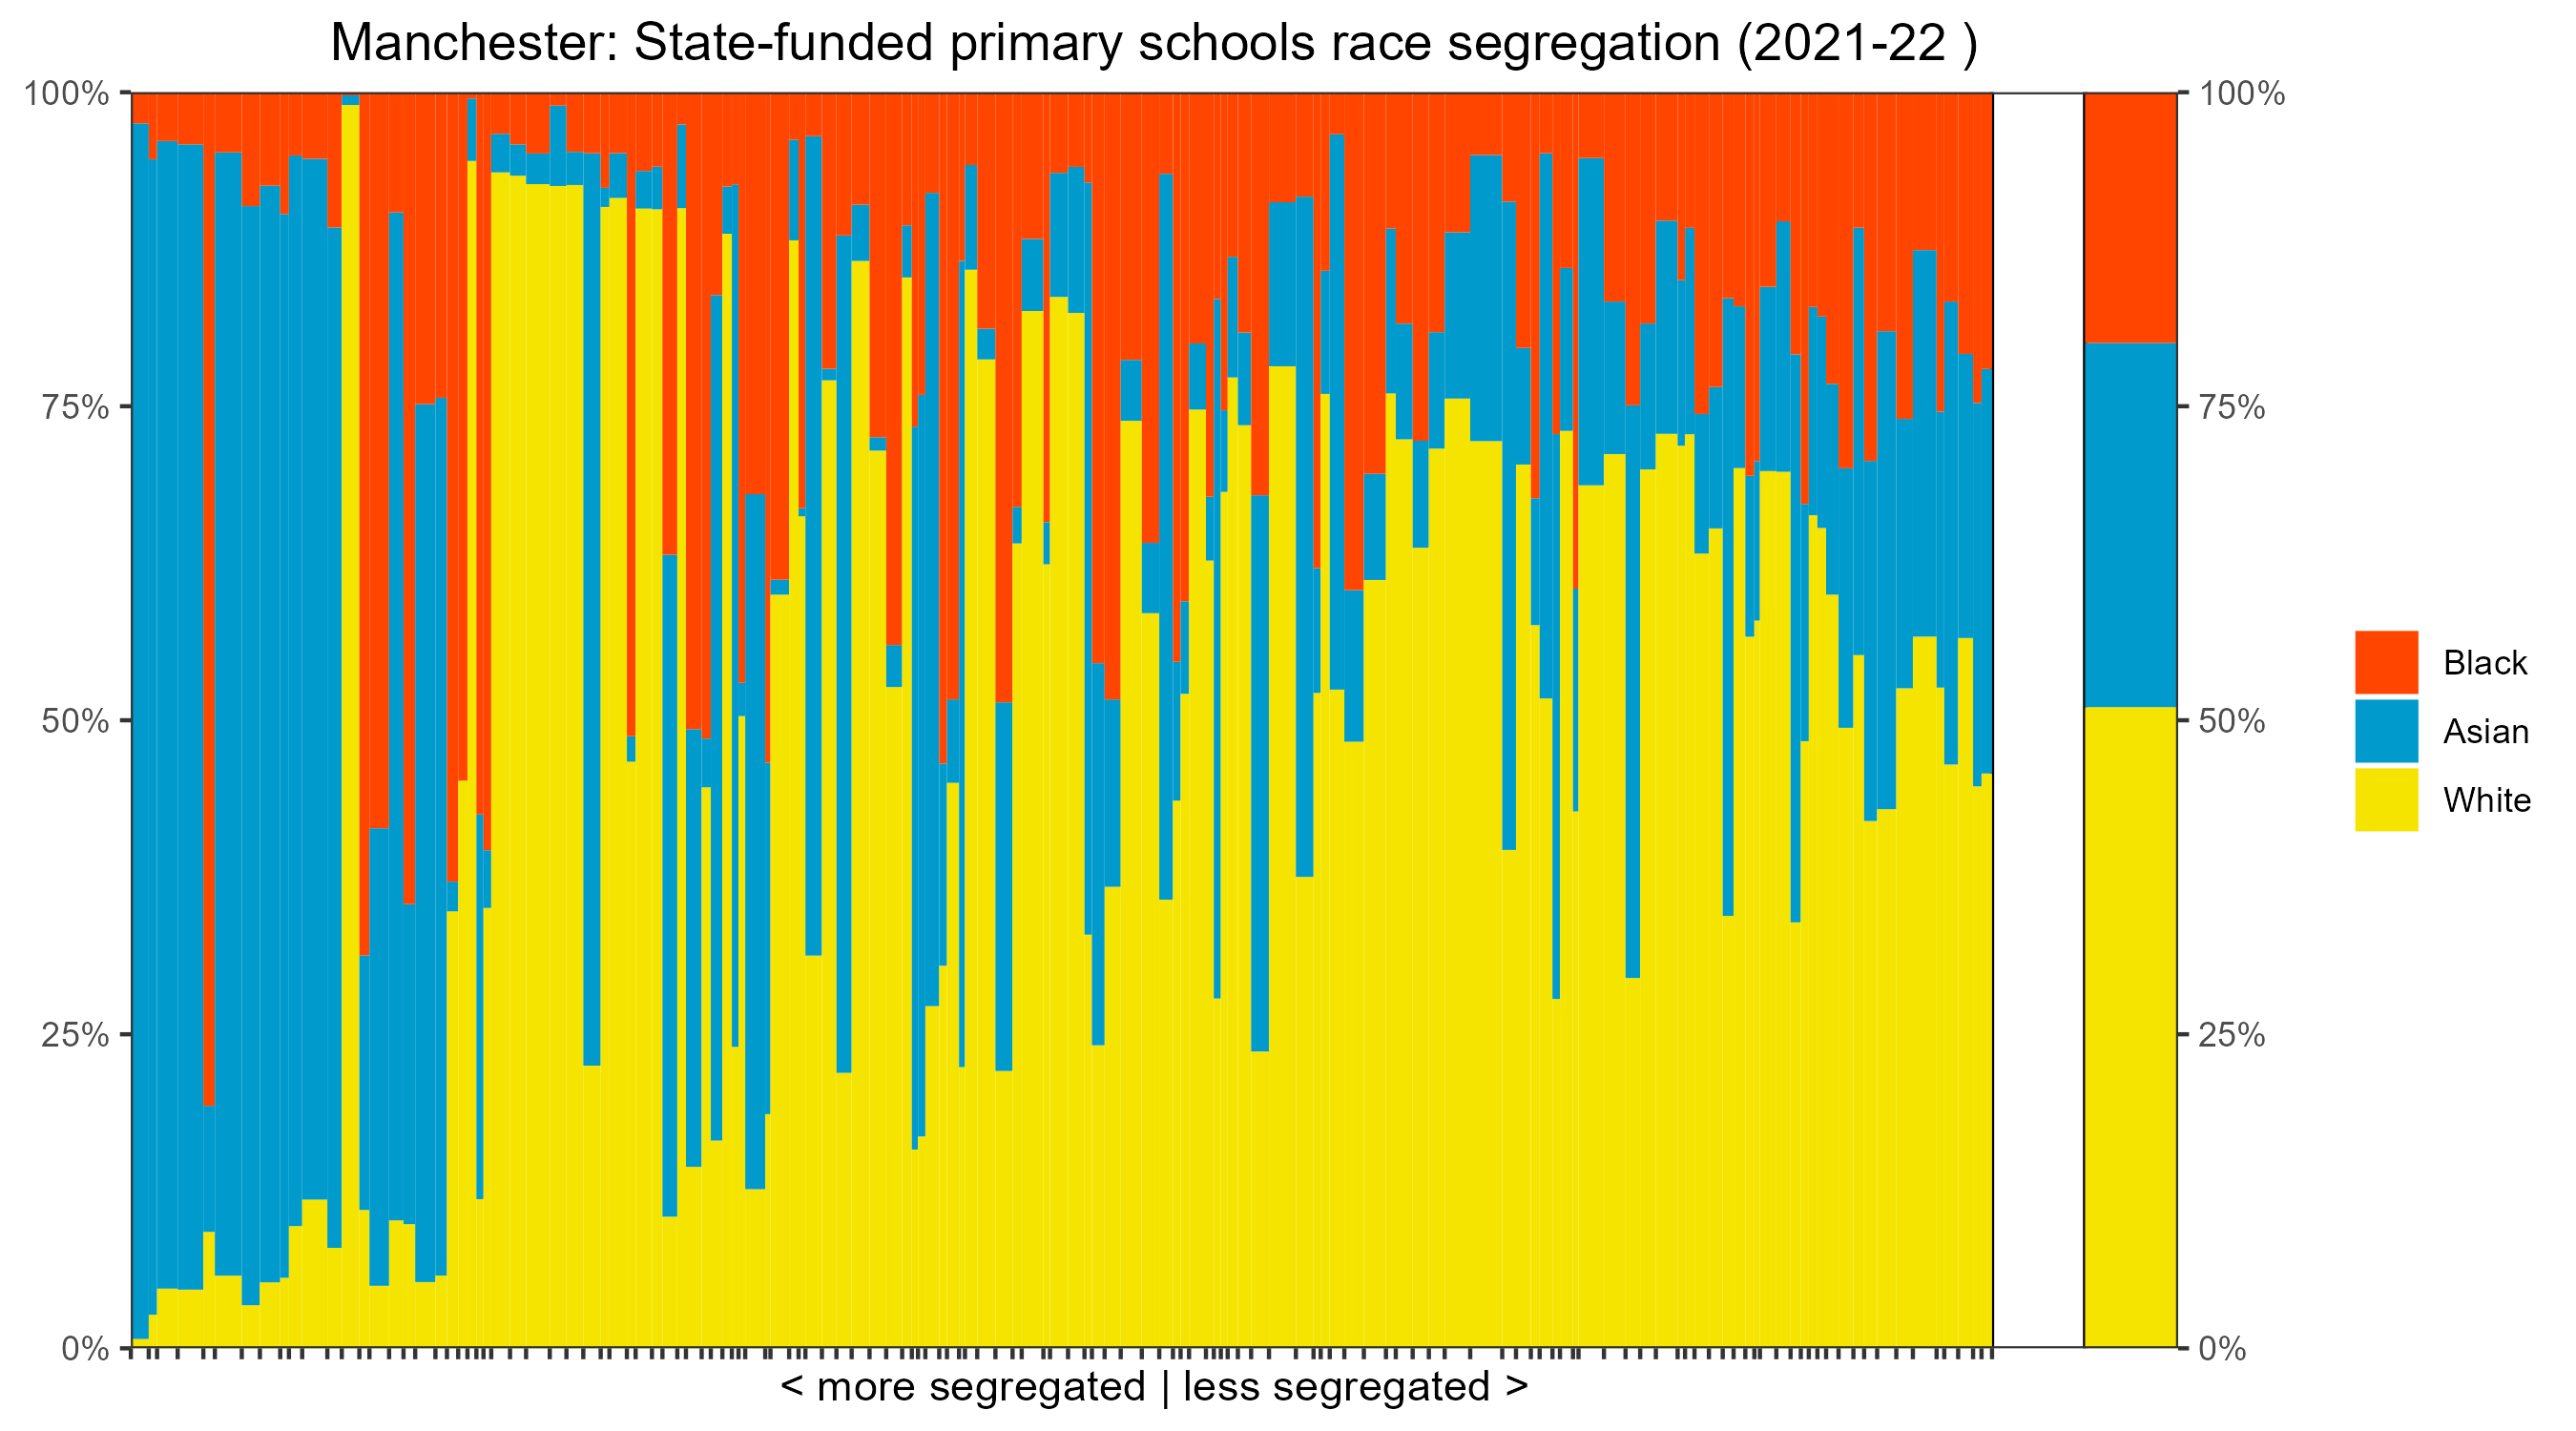 Manchester: State-funded primary schools race segregation (2021-22 )
100%
75%
50%
25%
0%
100%
75%
50%
25%
0%
Black
Asian
White
< more segregated | less segregated >